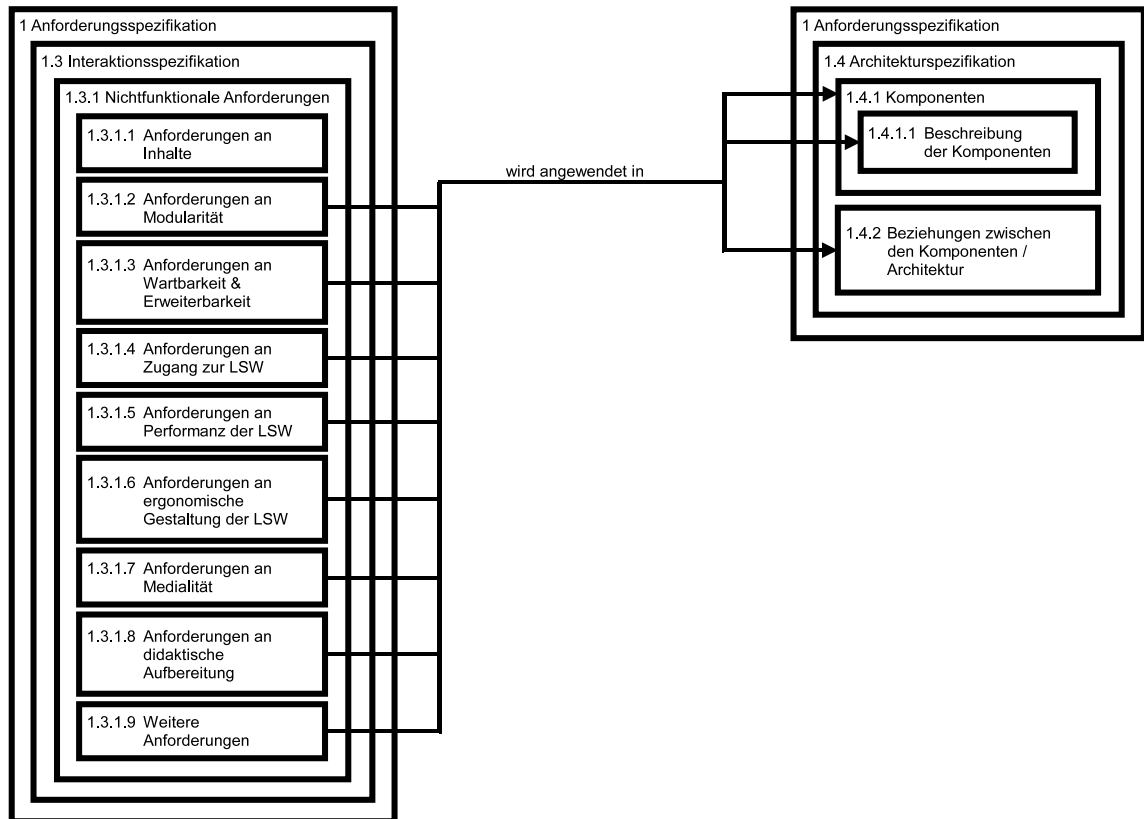 1 Anforderungsspezifikation
1.3 Interaktionsspezifikation
1.3.1 Nichtfunktionale Anforderungen
1.3.1.1 Anforderungen an
Inhalte
1.3.1.2 Anforderungen an
Modularität
1.3.1.3 Anforderungen an
Wartbarkeit &
Erweiterbarkeit
1.3.1.4 Anforderungen an
Zugang zur LSW
1.3.1.5 Anforderungen an
Performanz der LSW
1.3.1.6 Anforderungen an
ergonomische
Gestaltung der LSW
1.3.1.7 Anforderungen an
Medialität
1.3.1.8 Anforderungen an
didaktische
Aufbereitung
1.3.1.9 Weitere
Anforderungen
wird angewendet in
1 Anforderungsspezifikation
1.4 Architekturspezifikation
1.4.1 Komponenten
1.4.1.1 Beschreibung
der Komponenten
1.4.2 Beziehungen zwischen
den Komponenten /
Architektur